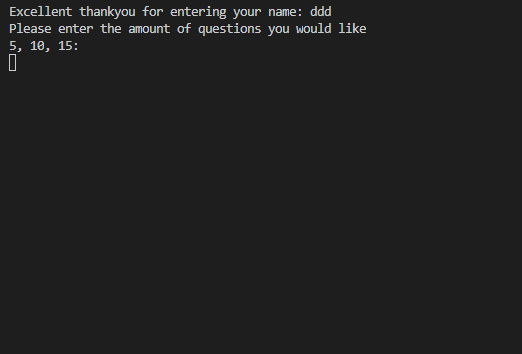 Excellent thankyou for entering your name: ddd
Please enter the amount of questions you would like
5, 10, 15: